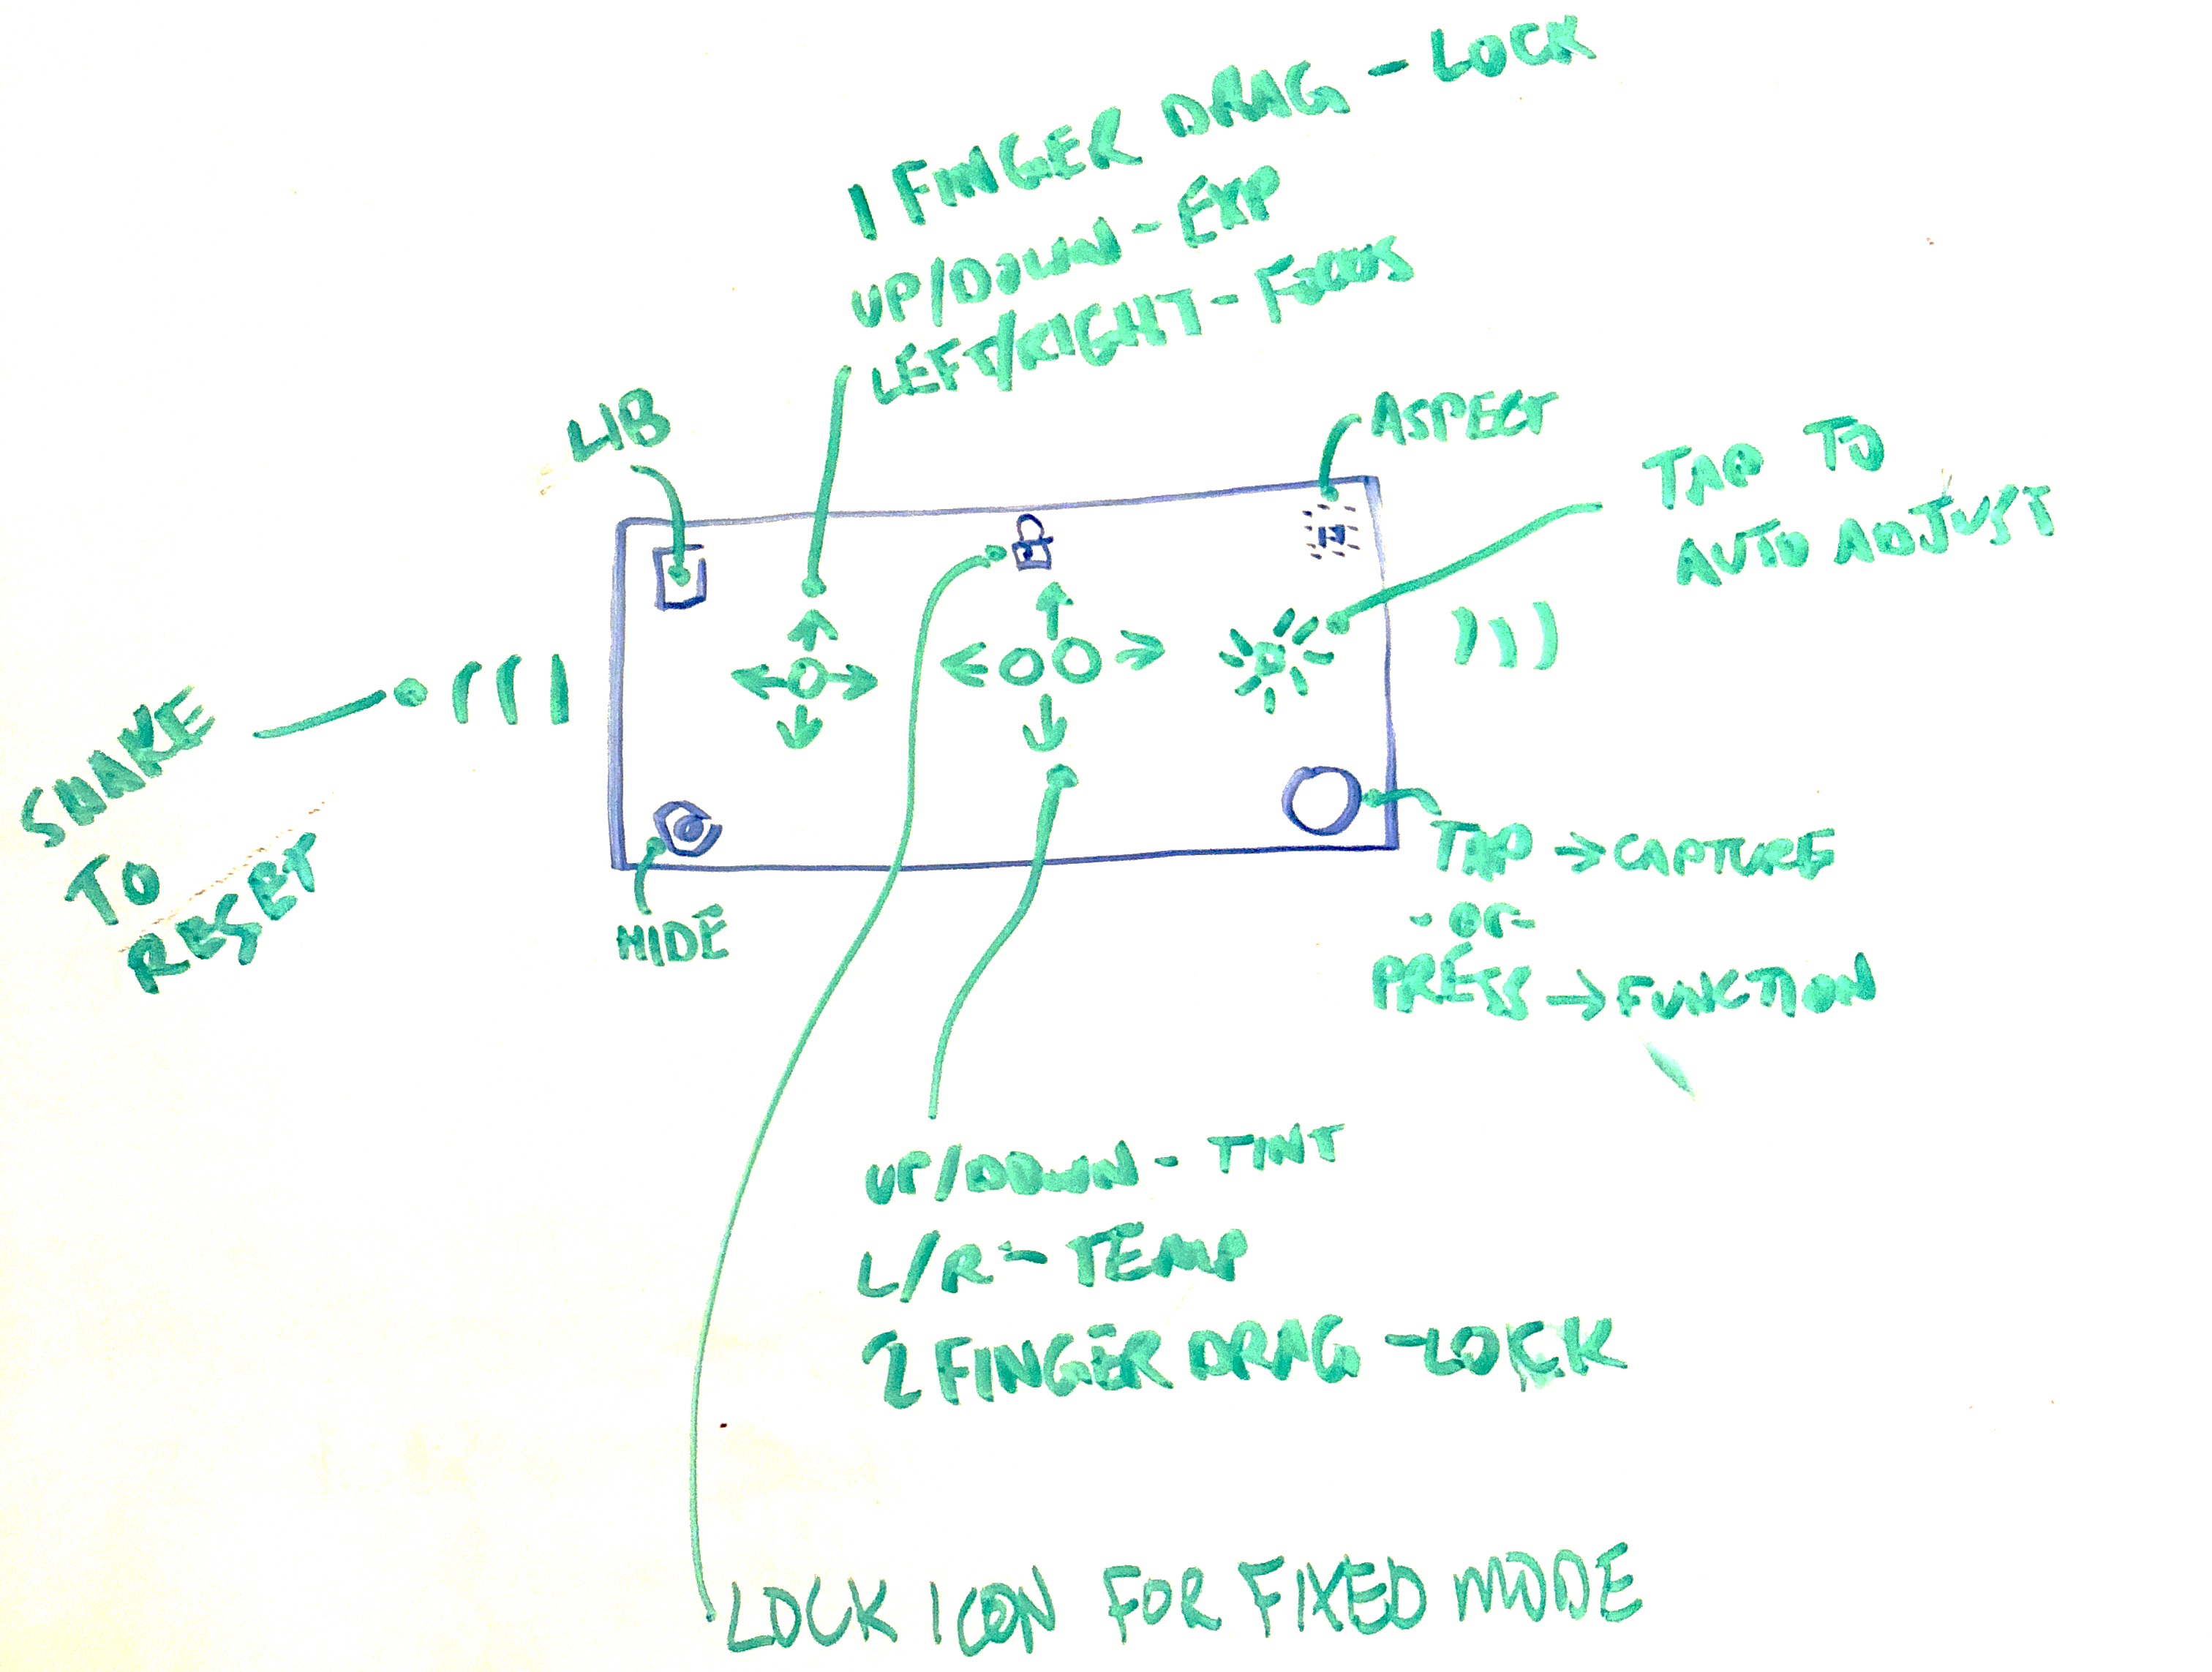 1 FINGER DRAG - LOCK
UP/DOWN - EXP
LEFT/RIGHT - FOCUS
LIB
ASPECT
TAP TO
AUTO ADJUST
SHAKE
TO
RESET
HIDE
TAP → CAPTURE
- or -
PRESS → FUNCTION
UP/DOWN - TINT
L/R - TEMP
2 FINGER DRAG - LOCK
LOCK ICON FOR FIXED MODE